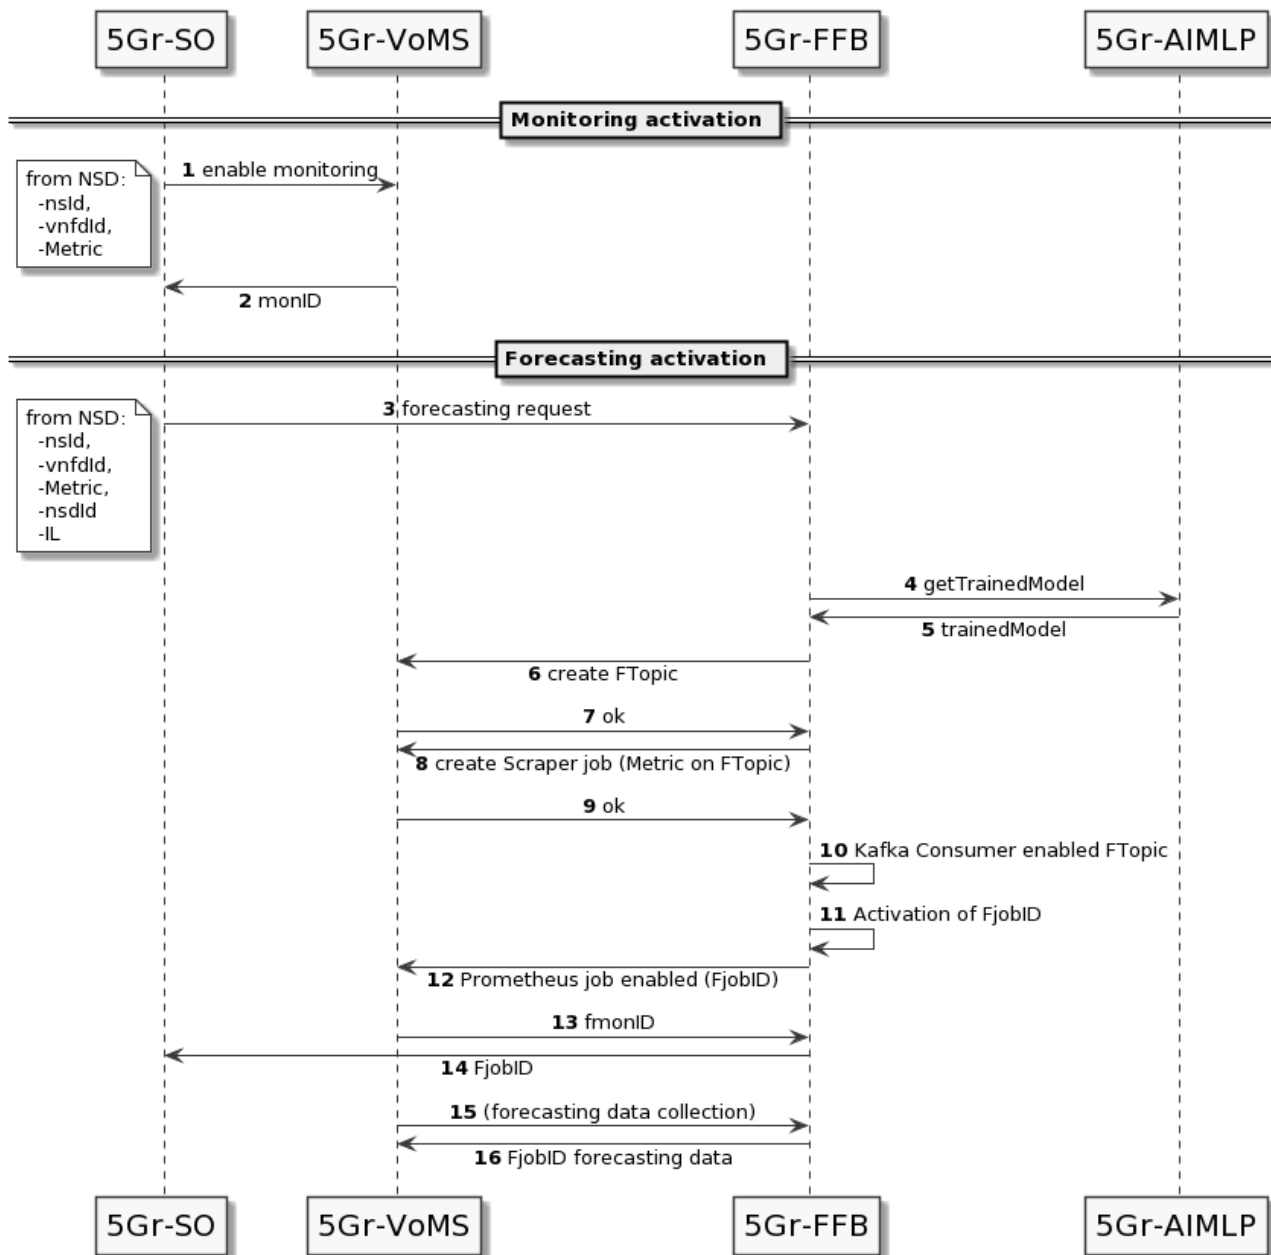 5Gr-SO
5Gr-VoMS
5Gr-FFB
5Gr-AIMLP
Monitoring activation
from NSD:
-nsId,
-vnfdId,
-Metric
1 enable monitoring
2 monID
Forecasting activation
from NSD:
-nsId,
-vnfdId,
-Metric,
-nsdId
-IL
3 forecasting request
4 getTrainedModel
5 trainedModel
6 create FTopic
7 ok
8 create Scraper job (Metric on FTopic)
9 ok
10 Kafka Consumer enabled FTopic
11 Activation of FjobID
12 Prometheus job enabled (FjobID)
13 fmonID
14 FjobID
15 (forecasting data collection)
16 FjobID forecasting data
5Gr-SO
5Gr-VoMS
5Gr-FFB
5Gr-AIMLP